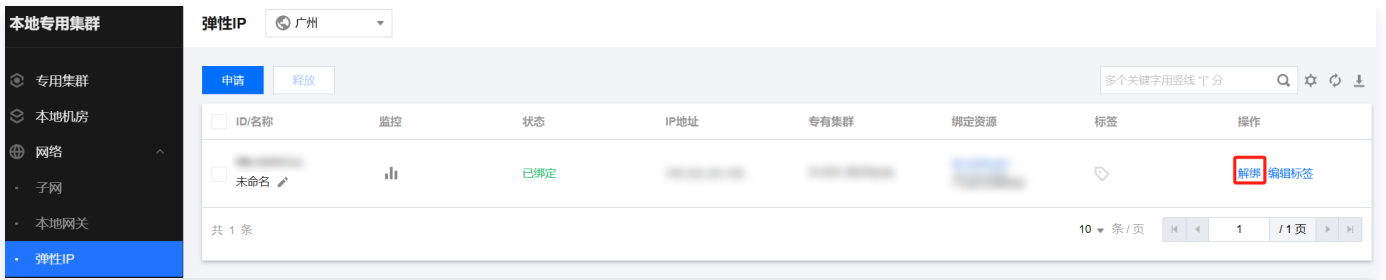 本地专用集群
弹性IP 广州
专用集群
本地机房
网络
子网
本地网关
弹性IP
申请 释放 多个关键字用竖线 "|" 分
ID/名称 监控 状态 IP地址 专有集群 绑定资源 标签 操作
未命名 已绑定 解绑 编辑标签
共 1 条 10 条 / 页 1 / 1 页